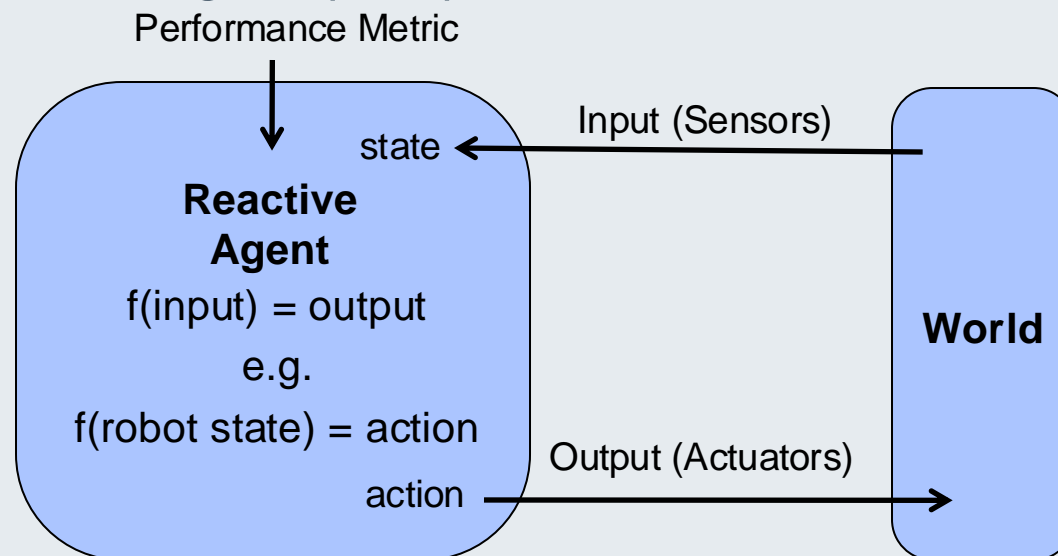 Performance Metric
state
Input (Sensors)
Reactive
Agent
f(input) = output
e.g.
f(robot state) = action
action
Output (Actuators)
World